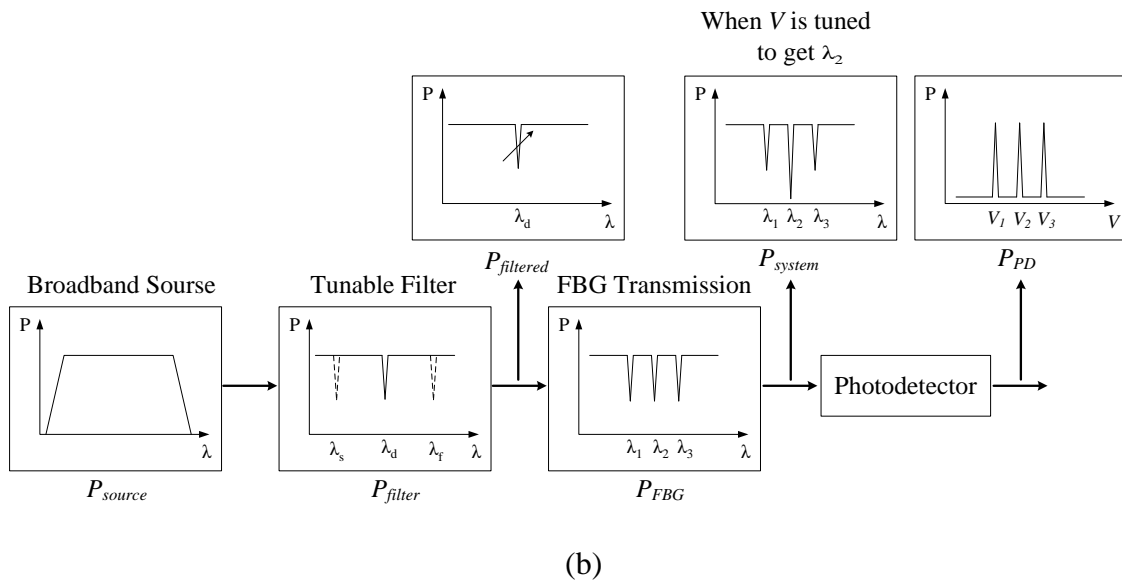 When V is tuned
to get λ2
P
λd
λ
P
λ1 λ2 λ3
λ
P
V1 V2 V3
V
Pfiltered
Psystem
PPD
Broadband Sourse
Tunable Filter
FBG Transmission
P
λ
P
λs λd λf
λ
P
λ1 λ2 λ3
λ
Photodetector
Psource
Pfilter
PFBG
(b)